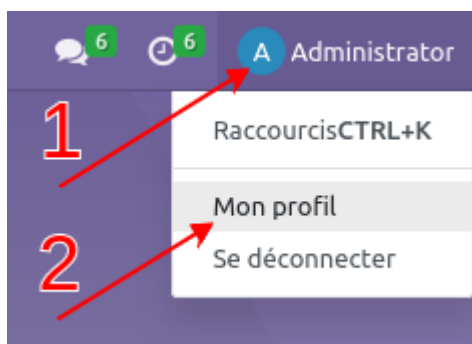 6 6 A Administrator
1
RaccourcisCTRL+K
Mon profil
2
Se déconnecter